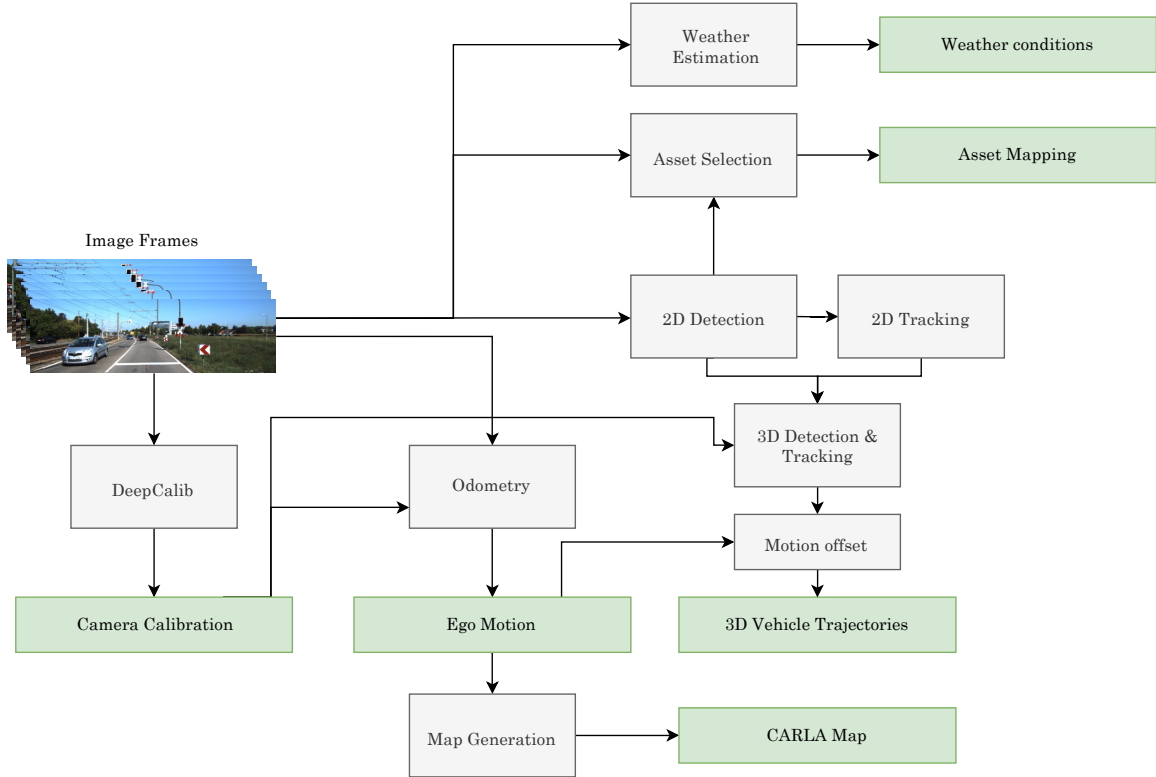 Weather
Estimation
Weather conditions
Asset Selection
Asset Mapping
Image Frames
2D Detection
2D Tracking
3D Detection &
Tracking
DeepCalib
Odometry
Motion offset
Camera Calibration
Ego Motion
3D Vehicle Trajectories
Map Generation
CARLA Map